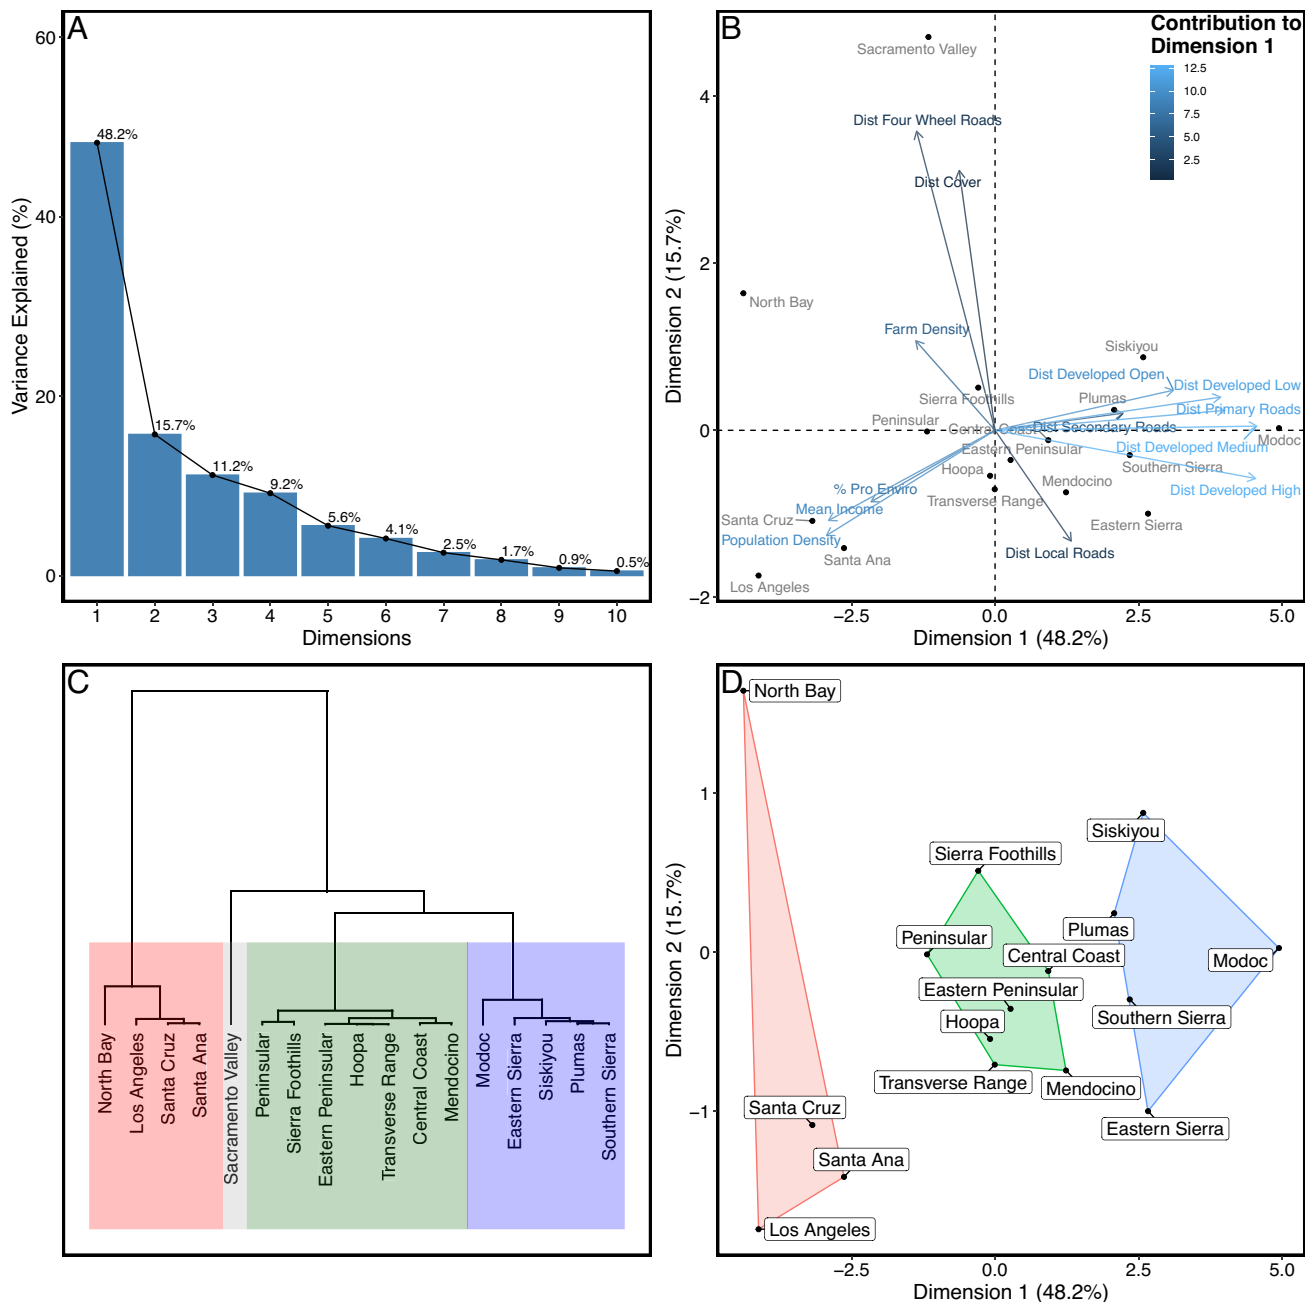 A
60
40
20
0
Variance Explained (%)
48.2%
15.7%
11.2%
9.2%
5.6%
4.1%
2.5%
1.7%
0.9%
0.5%
1 2 3 4 5 6 7 8 9 10
Dimensions
B
Contribution to
Dimension 1
12.5
10.0
7.5
5.0
2.5
4
2
0
−2
Dimension 2 (15.7%)
Sacramento Valley
Dist Four Wheel Roads
Dist Cover
North Bay
Farm Density
Siskiyou
Dist Developed Open
Dist Developed Low
Sierra Foothills
Plumas
Dist Primary Roads
Peninsular
Central Coast
Dist Secondary Roads
Modoc
Eastern Peninsular
Dist Developed Medium
Hoopa
Southern Sierra
Mendocino
% Pro Enviro
Dist Developed High
Transverse Range
Mean Income
Santa Cruz
Eastern Sierra
Population Density
Dist Local Roads
Santa Ana
Los Angeles
−2.5 0.0 2.5 5.0
Dimension 1 (48.2%)
C
North Bay
Los Angeles
Santa Cruz
Santa Ana
Sacramento Valley
Peninsular
Sierra Foothills
Eastern Peninsular
Hoopa
Transverse Range
Central Coast
Mendocino
Modoc
Eastern Sierra
Siskiyou
Plumas
Southern Sierra
D
1
0
−1
Dimension 2 (15.7%)
North Bay
Siskiyou
Sierra Foothills
Plumas
Peninsular
Central Coast
Modoc
Eastern Peninsular
Hoopa
Southern Sierra
Transverse Range
Mendocino
Santa Cruz
Eastern Sierra
Santa Ana
Los Angeles
−2.5 0.0 2.5 5.0
Dimension 1 (48.2%)